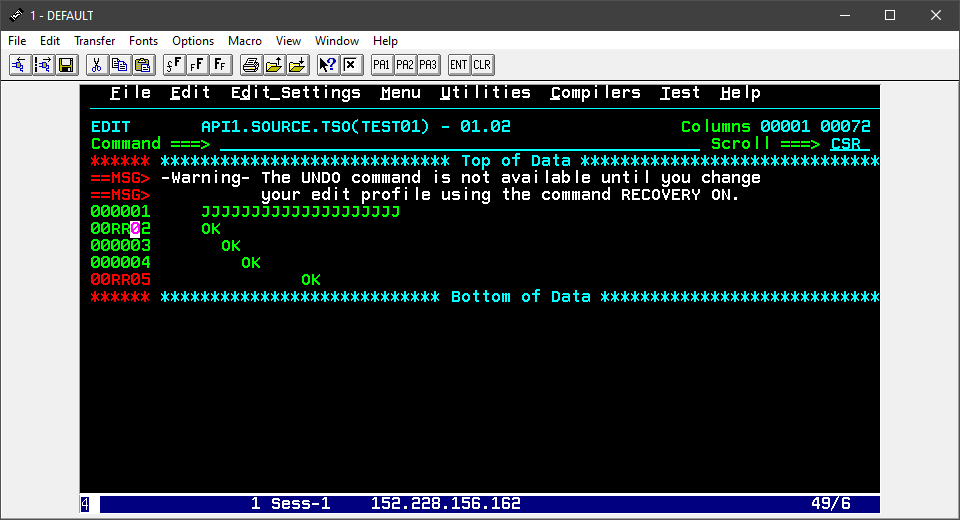 1 - DEFAULT
File Edit Transfer Fonts Options Macro View Window Help
FF FF FF PA1 PA2 PA3 ENT CLR
File Edit Edit_Settings Menu Utilities Compilers Test Help
EDIT API1.SOURCE.TSO(TEST01) - 01.02 Columns 00001 00072
Command ===> Scroll ===> CSR
****** ***************************** Top of Data ******************************
==MSG> -Warning- The UNDO command is not available until you change
==MSG> your edit profile using the command RECOVERY ON.
000001 JJJJJJJJJJJJJJJJJJJJ
00RR02 OK
000003 OK
000004 OK
00RR05 OK
****** **************************** Bottom of Data ****************************
4 1 Sess-1 152.228.156.162 49/6